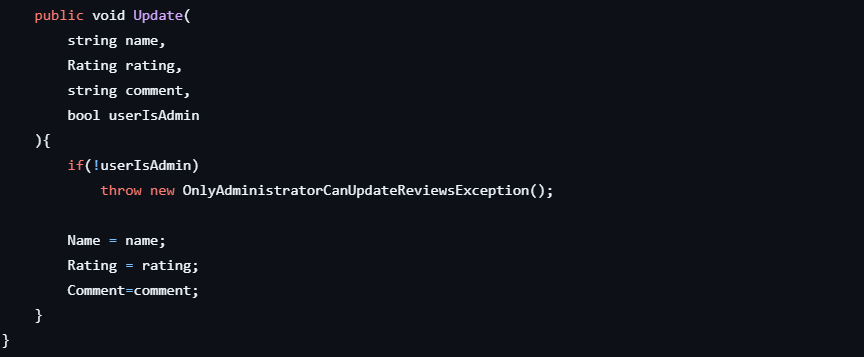 public void Update(
string name,
Rating rating,
string comment,
bool userIsAdmin
){
if(!userIsAdmin)
throw new OnlyAdministratorCanUpdateReviewsException();
Name = name;
Rating = rating;
Comment=comment;
}
}